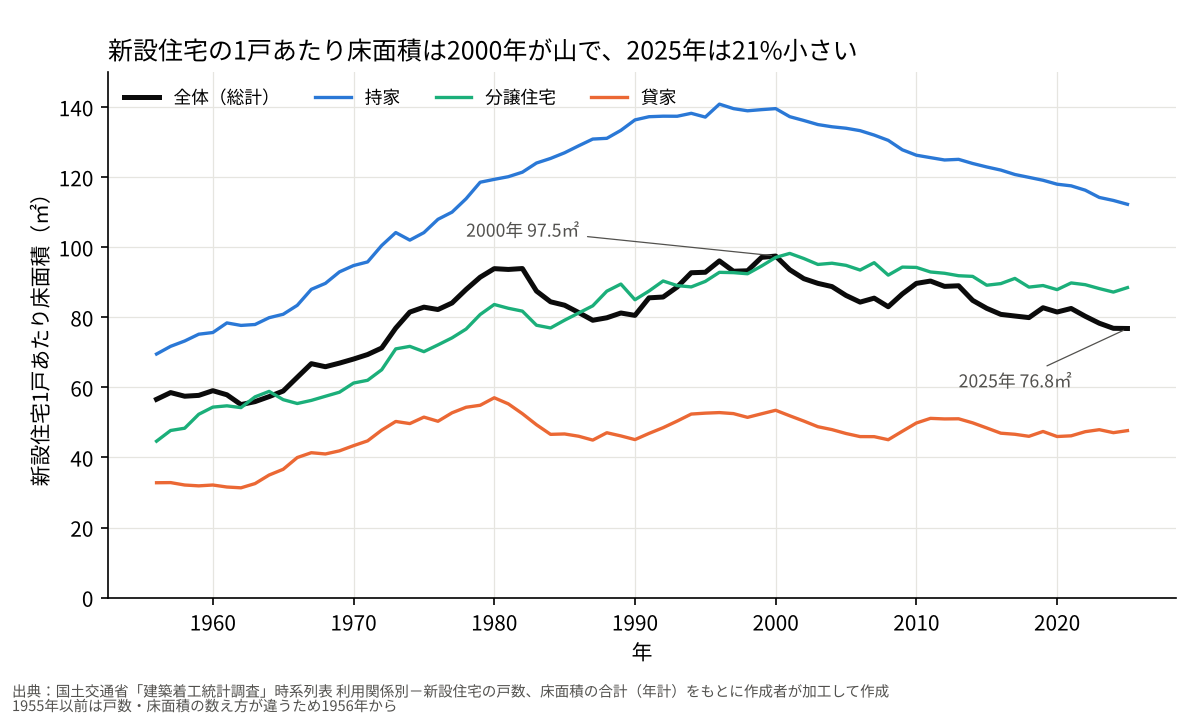 新設住宅の1戸あたり床面積は2000年が山で、2025年は21%小さい
全体（総計） 持家 分譲住宅 貸家
新設住宅1戸あたり床面積（㎡）
140
120
100
80
60
40
20
0
2000年 97.5㎡
2025年 76.8㎡
1960 1970 1980 1990 2000 2010 2020
年
出典：国土交通省「建築着工統計調査」時系列表 利用関係別－新設住宅の戸数、床面積の合計（年計）をもとに作成者が加工して作成
1955年以前は戸数・床面積の数え方が違うため1956年から